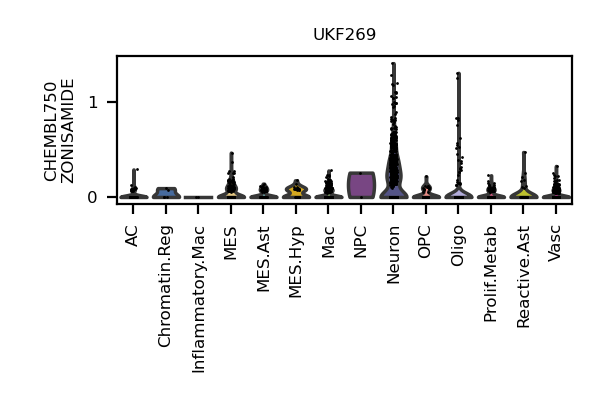 UKF269
CHEMBL750
ZONISAMIDE
1
0
AC
Chromatin.Reg
Inflammatory.Mac
MES
MES.Ast
MES.Hyp
Mac
NPC
Neuron
OPC
Oligo
Prolif.Metab
Reactive.Ast
Vasc